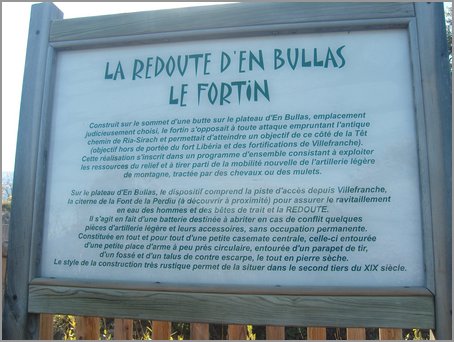 LA REDOUTE D'EN BULLAS
LE FORTIN
Construit sur le sommet d'une butte sur le plateau d'En Bullas, emplacement
judicieusement choisi, le fortin s'opposait à toute attaque empruntant l'antique
chemin de Ria-Sirach et permettait d'atteindre un objectif de ce côté de la Têt
(objectif hors de portée du fort Libéria et des fortifications de Villefranche).
Cette réalisation s'inscrit dans un programme d'ensemble consistant à exploiter
les ressources du relief et à tirer parti de la mobilité nouvelle de l'artillerie légère
de montagne, tractée par des chevaux ou des mulets.
Sur le plateau d'En Bullas, le dispositif comprend la piste d'accès depuis Villefranche,
la citerne de la Font de la Perdiu (à découvrir à proximité) pour assurer le ravitaillement
en eau des hommes et des bêtes de trait et la REDOUTE.
Il s'agit en fait d'une batterie destinée à abriter en cas de conflit quelques
pièces d'artillerie légère et leurs accessoires, sans occupation permanente.
Constituée en tout et pour tout d'une petite casemate centrale, celle-ci entourée
d'une petite place d'arme à peu près circulaire, entourée d'un parapet de tir,
d'un fossé et d'un talus de contre escarpe, le tout en pierre sèche.
Le style de la construction très rustique permet de la situer dans le second tiers du XIX siècle.